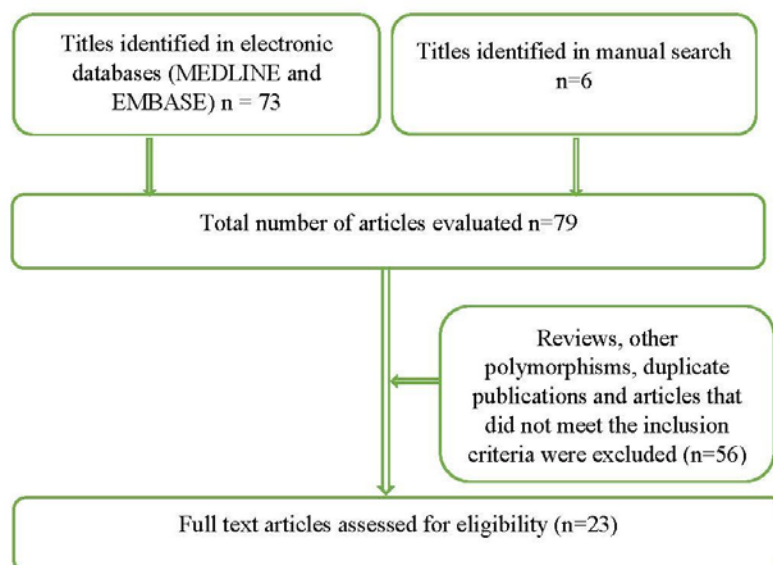 Titles identified in electronic
databases (MEDLINE and
EMBASE) n = 73
Titles identified in manual search
n=6
Total number of articles evaluated n=79
Reviews, other
polymorphisms, duplicate
publications and articles that
did not meet the inclusion
criteria were excluded (n=56)
Full text articles assessed for eligibility (n=23)